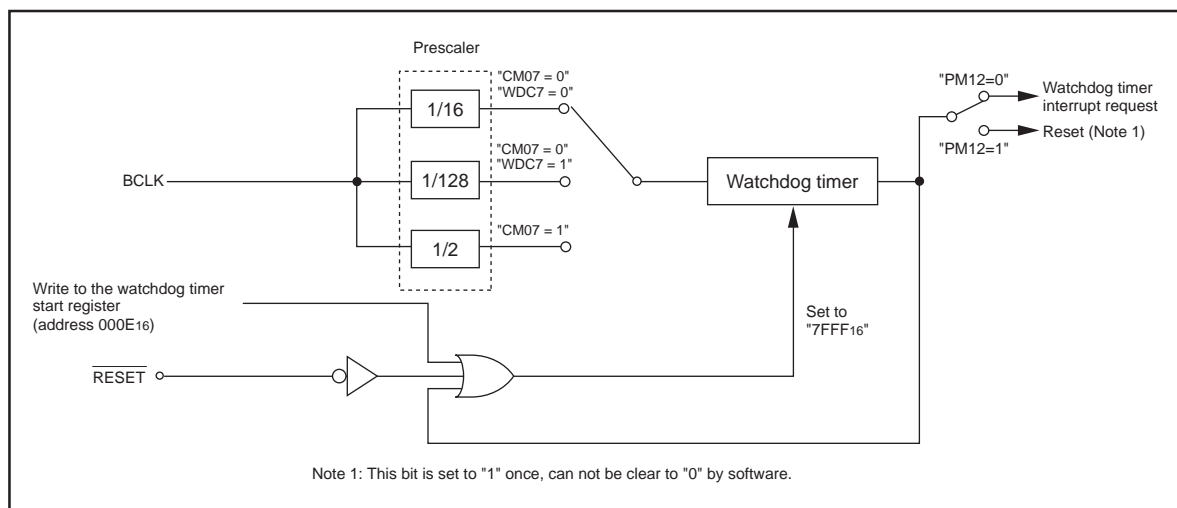 Prescaler
"CM07 = 0"
"WDC7 = 0"
1/16
"CM07 = 0"
"WDC7 = 1"
BCLK
1/128
"CM07 = 1"
1/2
Watchdog timer
"PM12=0"
Watchdog timer
interrupt request
Reset (Note 1)
"PM12=1"
Write to the watchdog timer
start register
(address 000E16)
Set to
"7FFF16"
RESET
Note 1: This bit is set to "1" once, can not be clear to "0" by software.